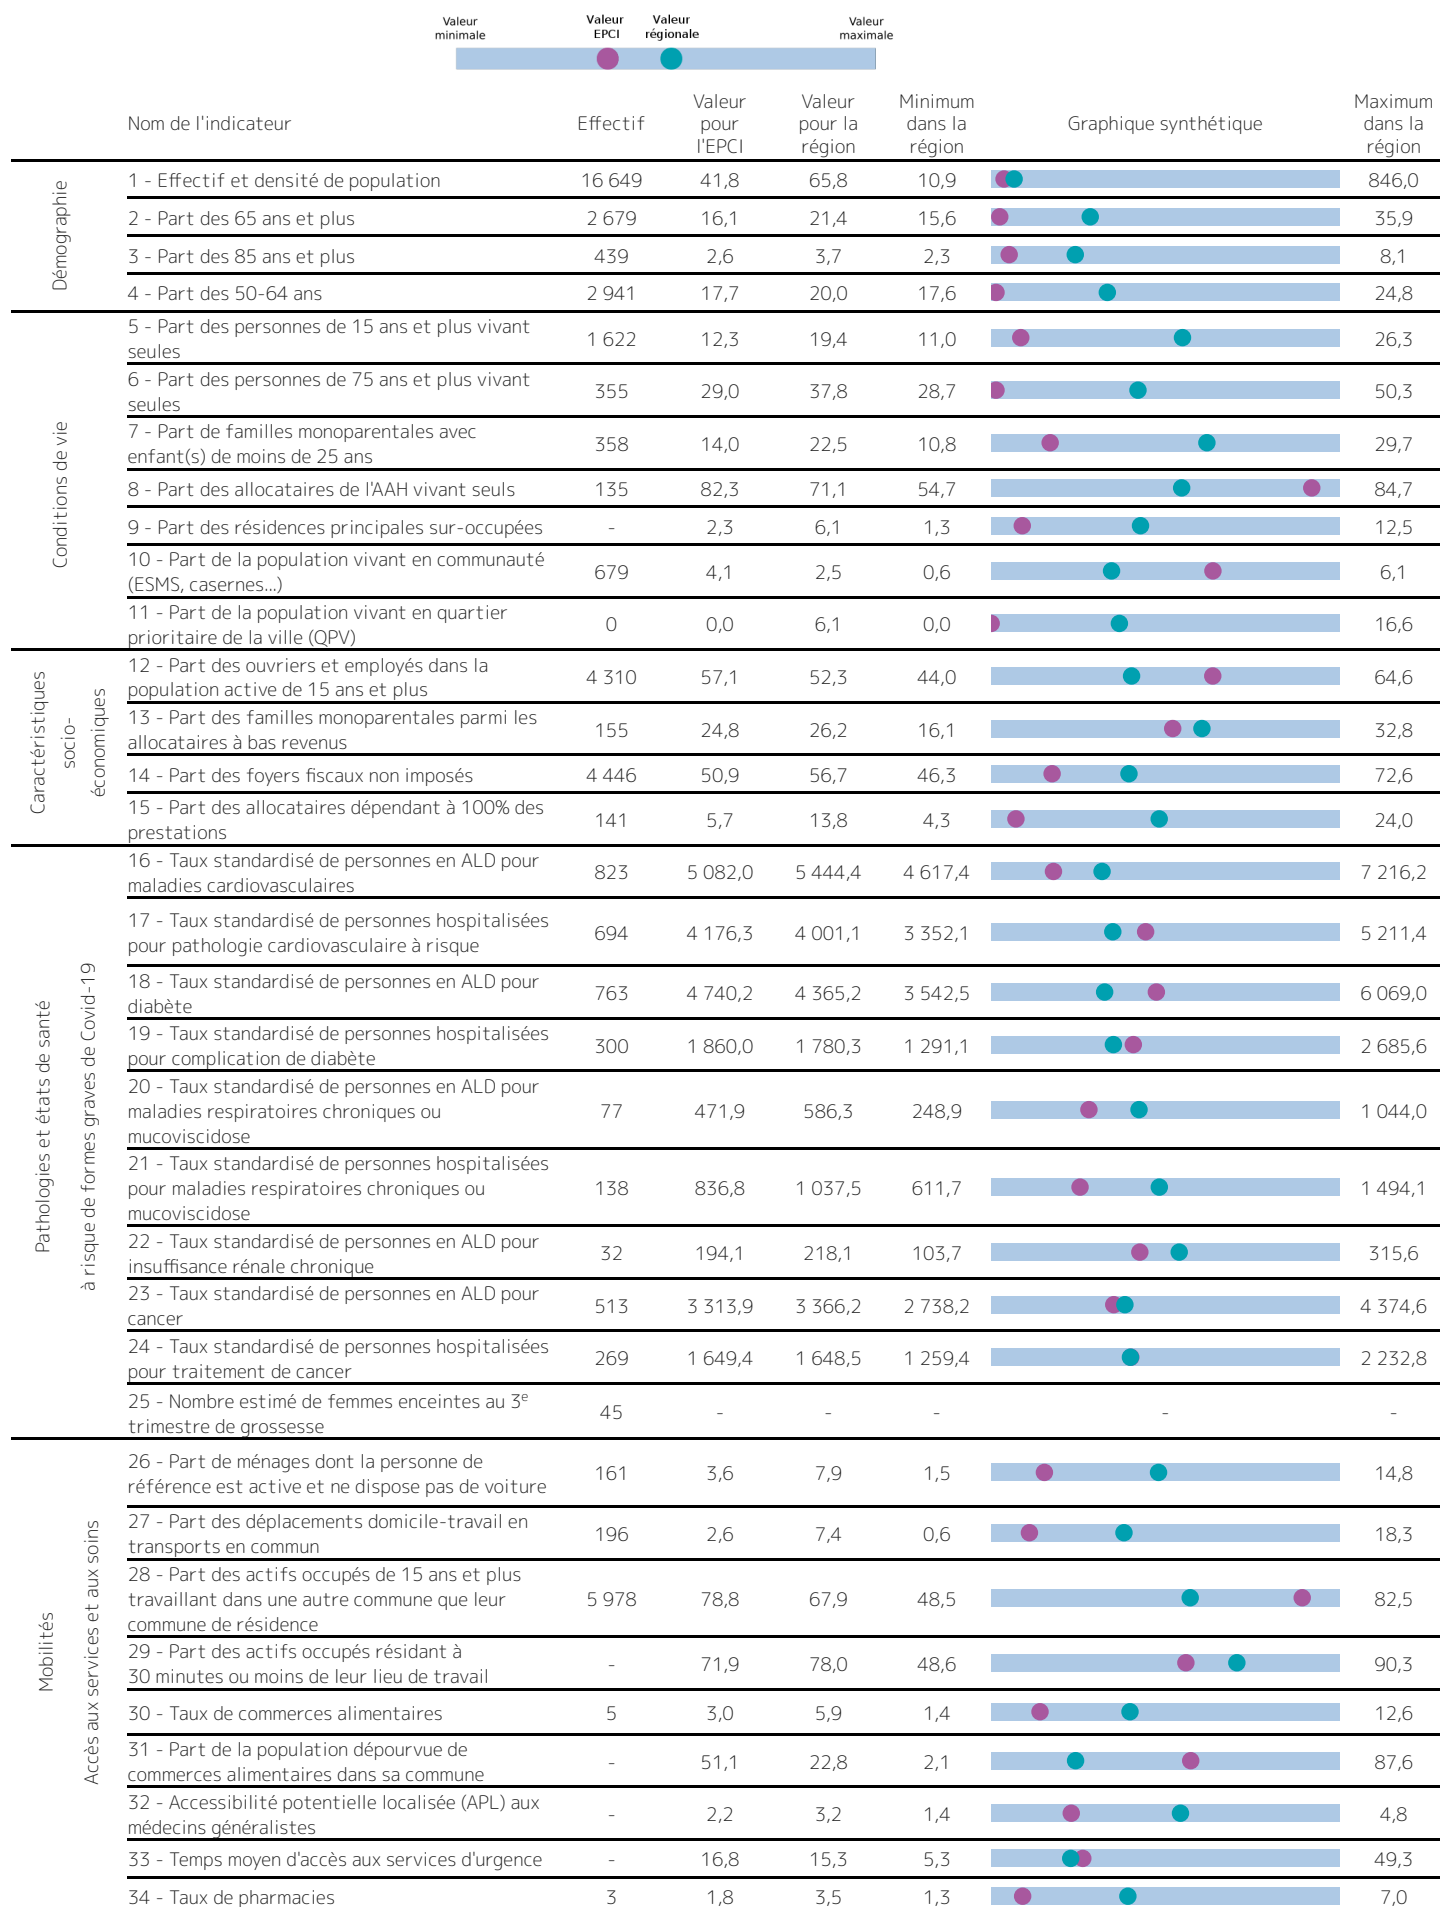 Valeur
minimale
Valeur
EPCI
Valeur
régionale
Valeur
maximale
Nom de l'indicateur
Effectif
Valeur
pour
l'EPCI
Valeur
pour la
région
Minimum
dans la
région
Graphique synthétique
Maximum
dans la
région
Démographie
1 - Effectif et densité de population 16 649 41,8 65,8 10,9 846,0
2 - Part des 65 ans et plus 2 679 16,1 21,4 15,6 35,9
3 - Part des 85 ans et plus 439 2,6 3,7 2,3 8,1
4 - Part des 50-64 ans 2 941 17,7 20,0 17,6 24,8
Conditions de vie
5 - Part des personnes de 15 ans et plus vivant
seules
1 622 12,3 19,4 11,0 26,3
6 - Part des personnes de 75 ans et plus vivant
seules
355 29,0 37,8 28,7 50,3
7 - Part de familles monoparentales avec
enfant(s) de moins de 25 ans
358 14,0 22,5 10,8 29,7
8 - Part des allocataires de l'AAH vivant seuls 135 82,3 71,1 54,7 84,7
9 - Part des résidences principales sur-occupées - 2,3 6,1 1,3 12,5
10 - Part de la population vivant en communauté
(ESMS, casernes...)
679 4,1 2,5 0,6 6,1
11 - Part de la population vivant en quartier
prioritaire de la ville (QPV)
0 0,0 6,1 0,0 16,6
Caractéristiques
socio-
économiques
12 - Part des ouvriers et employés dans la
population active de 15 ans et plus
4 310 57,1 52,3 44,0 64,6
13 - Part des familles monoparentales parmi les
allocataires à bas revenus
155 24,8 26,2 16,1 32,8
14 - Part des foyers fiscaux non imposés 4 446 50,9 56,7 46,3 72,6
15 - Part des allocataires dépendant à 100% des
prestations
141 5,7 13,8 4,3 24,0
Pathologies et états de santé
à risque de formes graves de Covid-19
16 - Taux standardisé de personnes en ALD pour
maladies cardiovasculaires
823 5 082,0 5 444,4 4 617,4 7 216,2
17 - Taux standardisé de personnes hospitalisées
pour pathologie cardiovasculaire à risque
694 4 176,3 4 001,1 3 352,1 5 211,4
18 - Taux standardisé de personnes en ALD pour
diabète
763 4 740,2 4 365,2 3 542,5 6 069,0
19 - Taux standardisé de personnes hospitalisées
pour complication de diabète
300 1 860,0 1 780,3 1 291,1 2 685,6
20 - Taux standardisé de personnes en ALD pour
maladies respiratoires chroniques ou
mucoviscidose
77 471,9 586,3 248,9 1 044,0
21 - Taux standardisé de personnes hospitalisées
pour maladies respiratoires chroniques ou
mucoviscidose
138 836,8 1 037,5 611,7 1 494,1
22 - Taux standardisé de personnes en ALD pour
insuffisance rénale chronique
32 194,1 218,1 103,7 315,6
23 - Taux standardisé de personnes en ALD pour
cancer
513 3 313,9 3 366,2 2 738,2 4 374,6
24 - Taux standardisé de personnes hospitalisées
pour traitement de cancer
269 1 649,4 1 648,5 1 259,4 2 232,8
25 - Nombre estimé de femmes enceintes au 3e
trimestre de grossesse
45 - - - - -
Mobilités
Accès aux services et aux soins
26 - Part de ménages dont la personne de
référence est active et ne dispose pas de voiture
161 3,6 7,9 1,5 14,8
27 - Part des déplacements domicile-travail en
transports en commun
196 2,6 7,4 0,6 18,3
28 - Part des actifs occupés de 15 ans et plus
travaillant dans une autre commune que leur
commune de résidence
5 978 78,8 67,9 48,5 82,5
29 - Part des actifs occupés résidant à
30 minutes ou moins de leur lieu de travail
- 71,9 78,0 48,6 90,3
30 - Taux de commerces alimentaires 5 3,0 5,9 1,4 12,6
31 - Part de la population dépourvue de
commerces alimentaires dans sa commune
- 51,1 22,8 2,1 87,6
32 - Accessibilité potentielle localisée (APL) aux
médecins généralistes
- 2,2 3,2 1,4 4,8
33 - Temps moyen d'accès aux services d'urgence - 16,8 15,3 5,3 49,3
34 - Taux de pharmacies 3 1,8 3,5 1,3 7,0